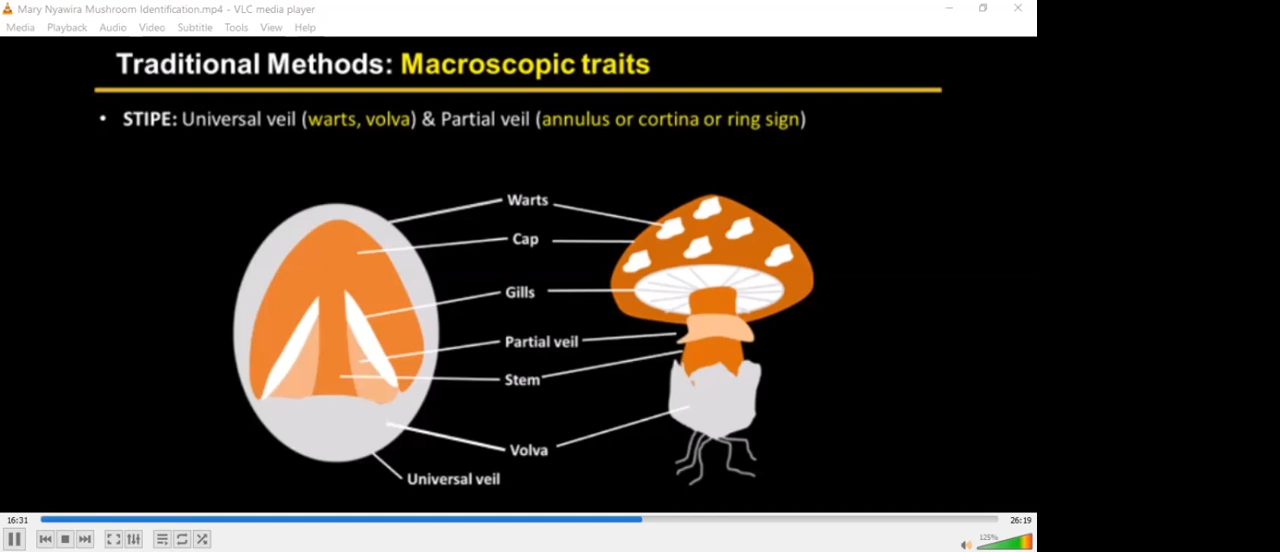 Mary Nyawira Mushroom Identification.mp4 - VLC media player
Media Playback Audio Video Subtitle Tools View Help
Traditional Methods: Macroscopic traits
• STIPE: Universal veil (warts, volva) & Partial veil (annulus or cortina or ring sign)
Warts
Cap
Gills
Partial veil
Stem
Volva
Universal veil
16:31
26:19
125%